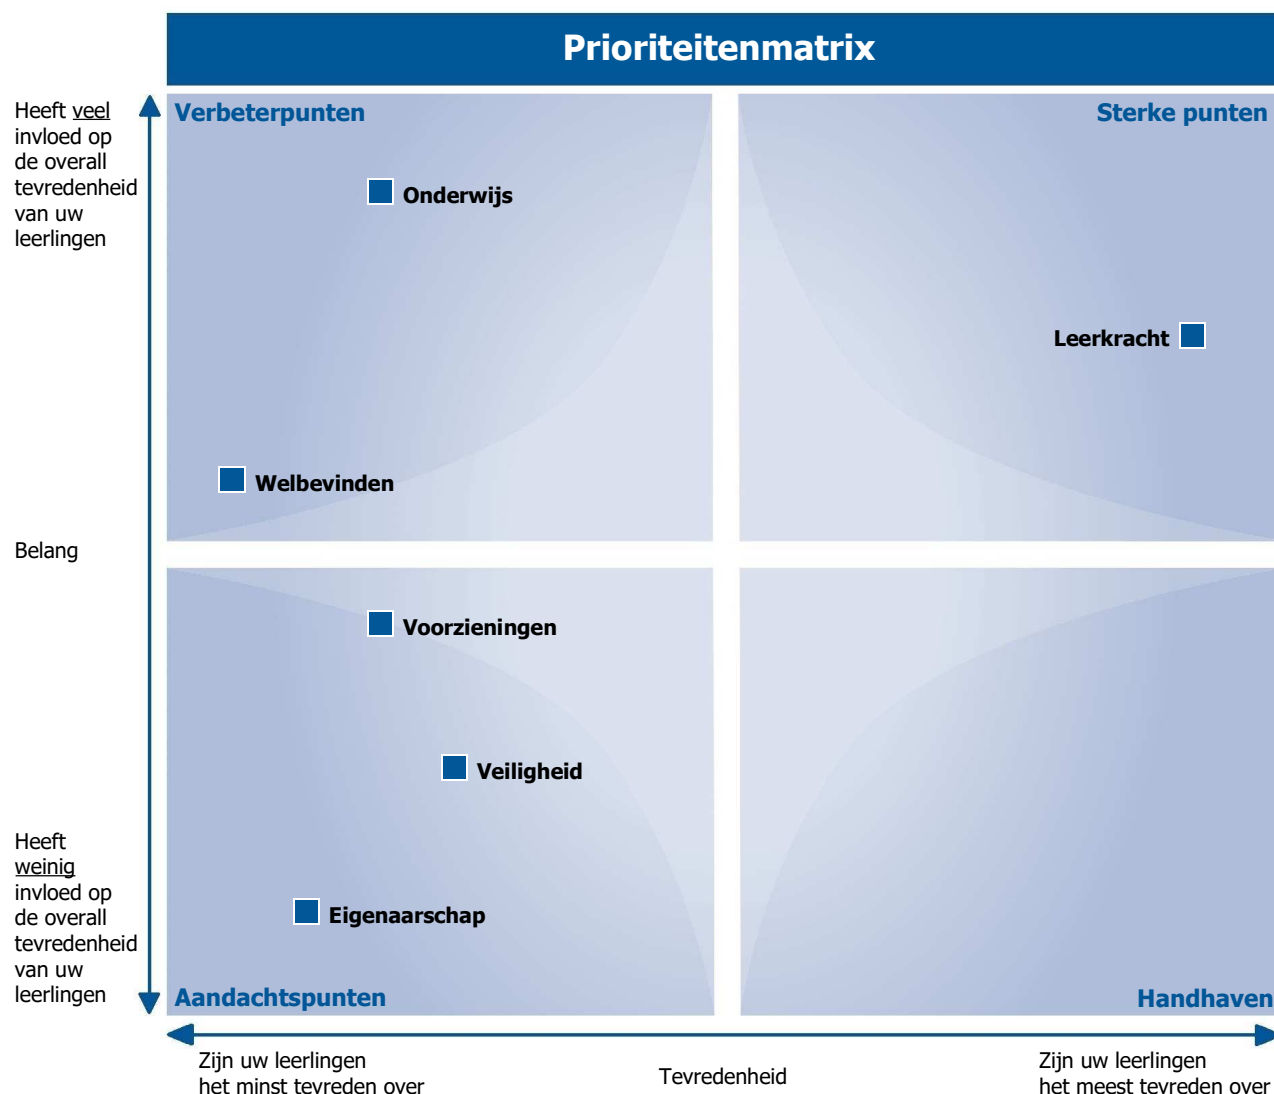 Prioriteitenmatrix
Heeft veel
invloed op
de overall
tevredenheid
van uw
leerlingen
Verbeterpunten
Sterke punten
Onderwijs
Leerkracht
Welbevinden
Belang
Voorzieningen
Veiligheid
Eigenaarschap
Heeft
weinig
invloed op
de overall
tevredenheid
van uw
leerlingen
Aandachtspunten
Handhaven
Zijn uw leerlingen
het minst tevreden over
Tevredenheid
Zijn uw leerlingen
het meest tevreden over